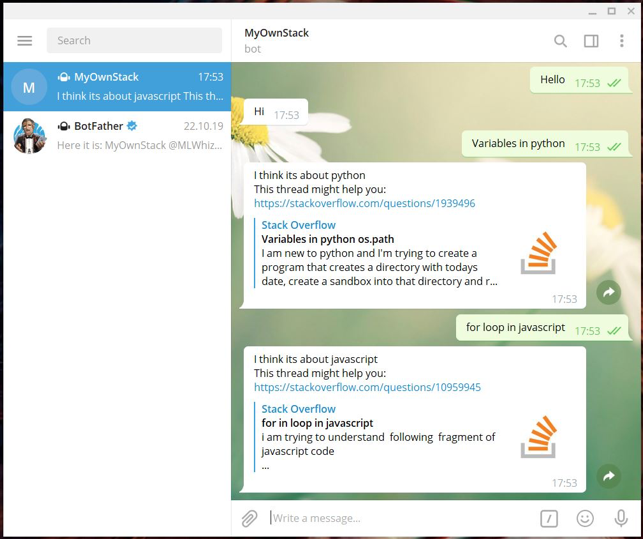 Search
MyOwnStack
bot
M
MyOwnStack
17:53
I think its about javascript This th...
BotFather
22.10.19
Here it is: MyOwnStack @MLWhiz...
Hello
17:53
Hi
17:53
Variables in python
17:53
I think its about python
This thread might help you:
https://stackoverflow.com/questions/1939496
Stack Overflow
Variables in python os.path
I am new to python and I'm trying to create a
program that creates a directory with todays
date, create a sandbox into that directory and r...
17:53
for loop in javascript
17:53
I think its about javascript
This thread might help you:
https://stackoverflow.com/questions/10959945
Stack Overflow
for in loop in javascript
i am trying to understand following fragment of
javascript code
...
17:53
Write a message...